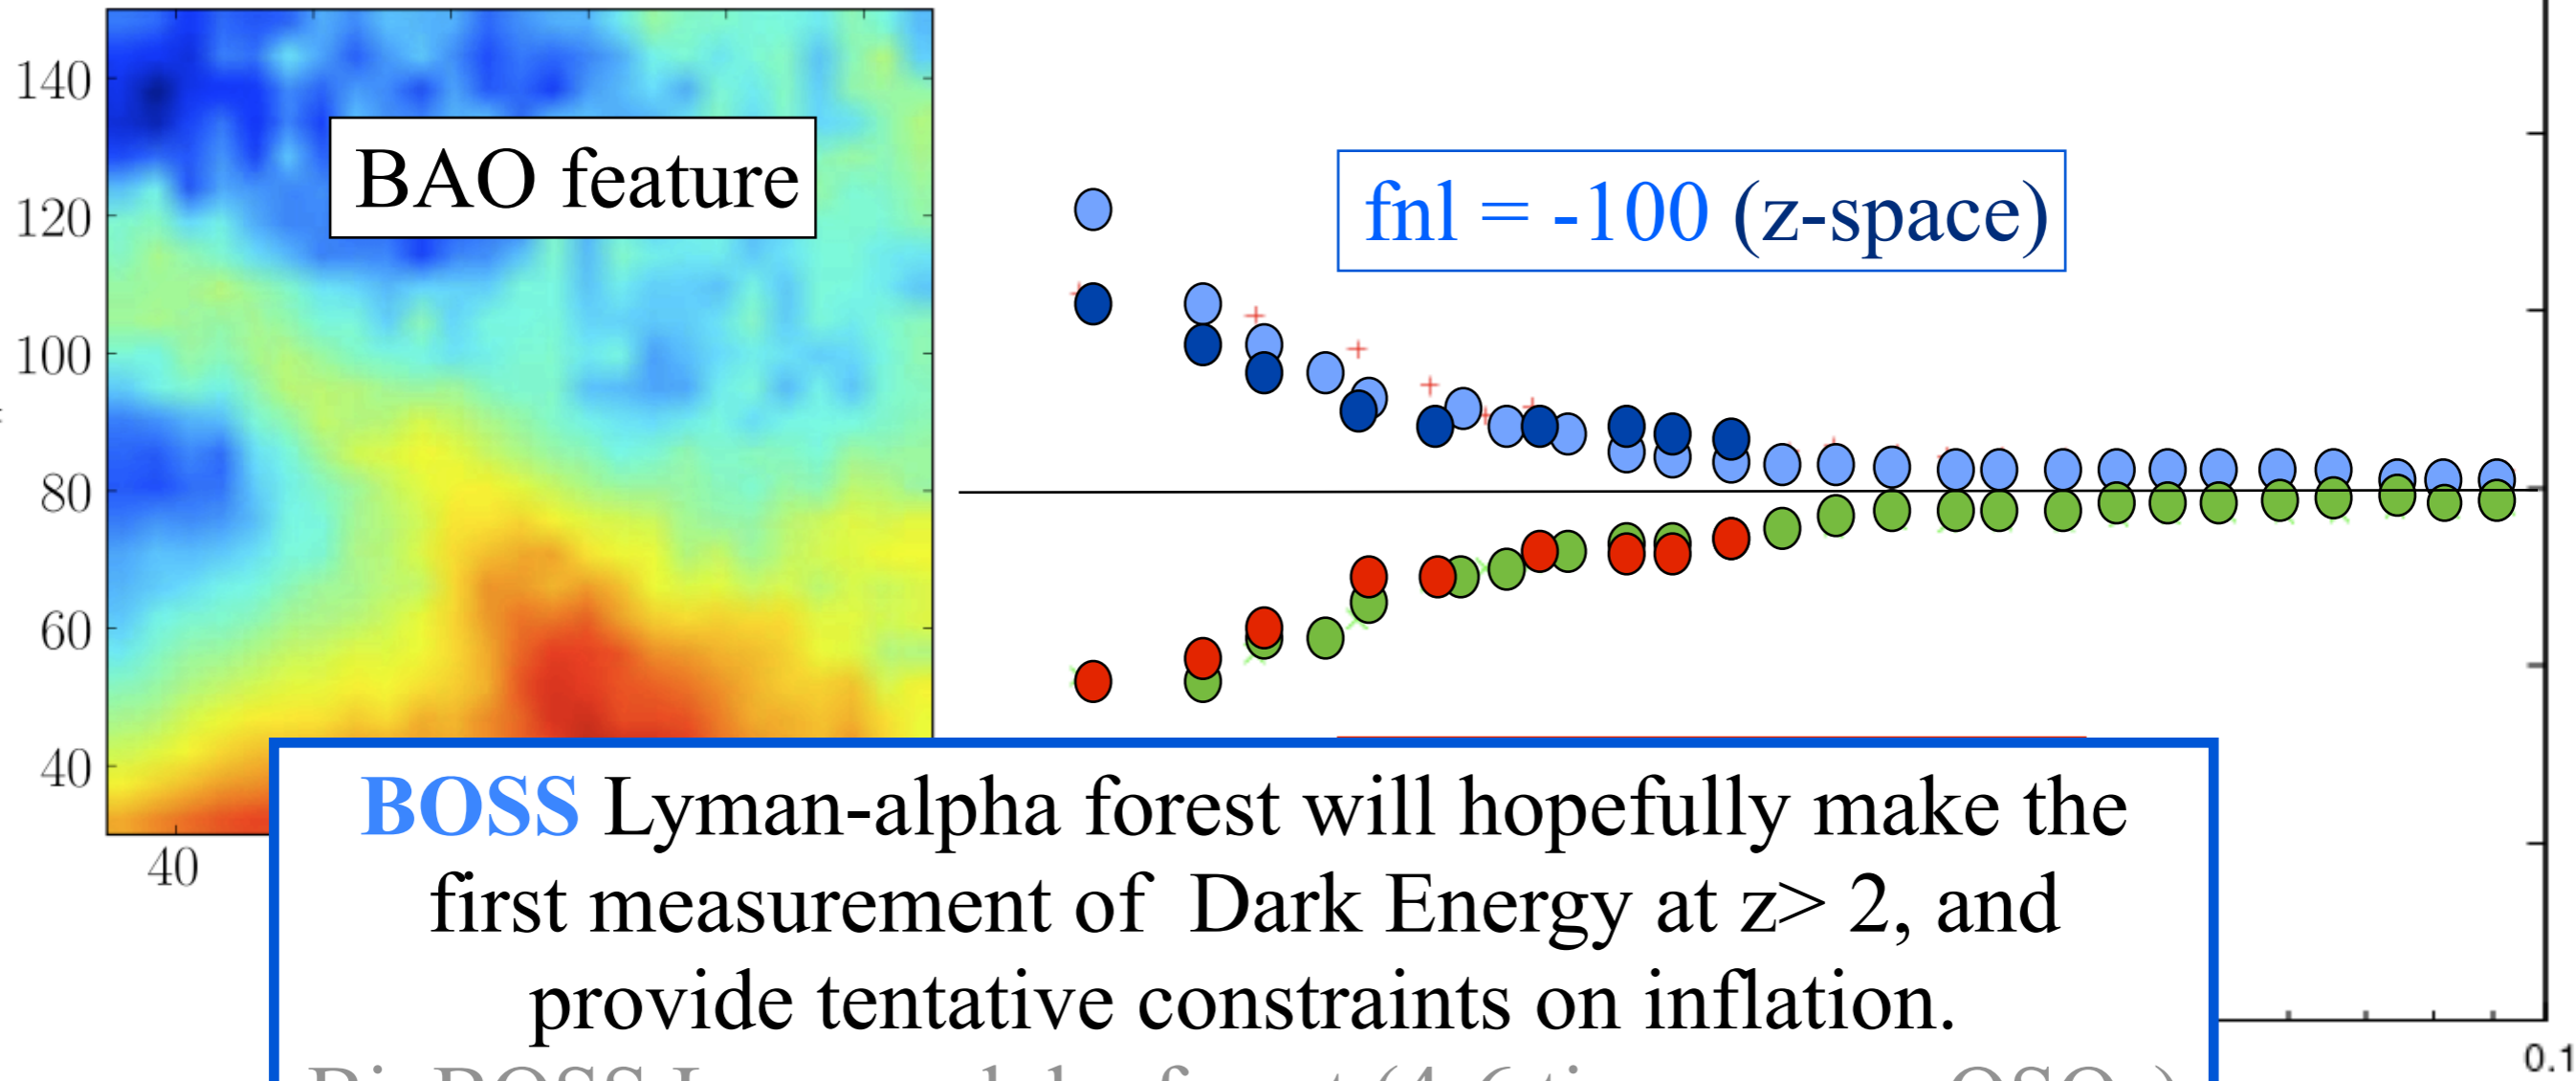 140
120
100
80
60
40
40
BAO feature
fnl = -100 (z-space)
BOSS Lyman-alpha forest will hopefully make the
first measurement of Dark Energy at z> 2, and
provide tentative constraints on inflation.
0.1